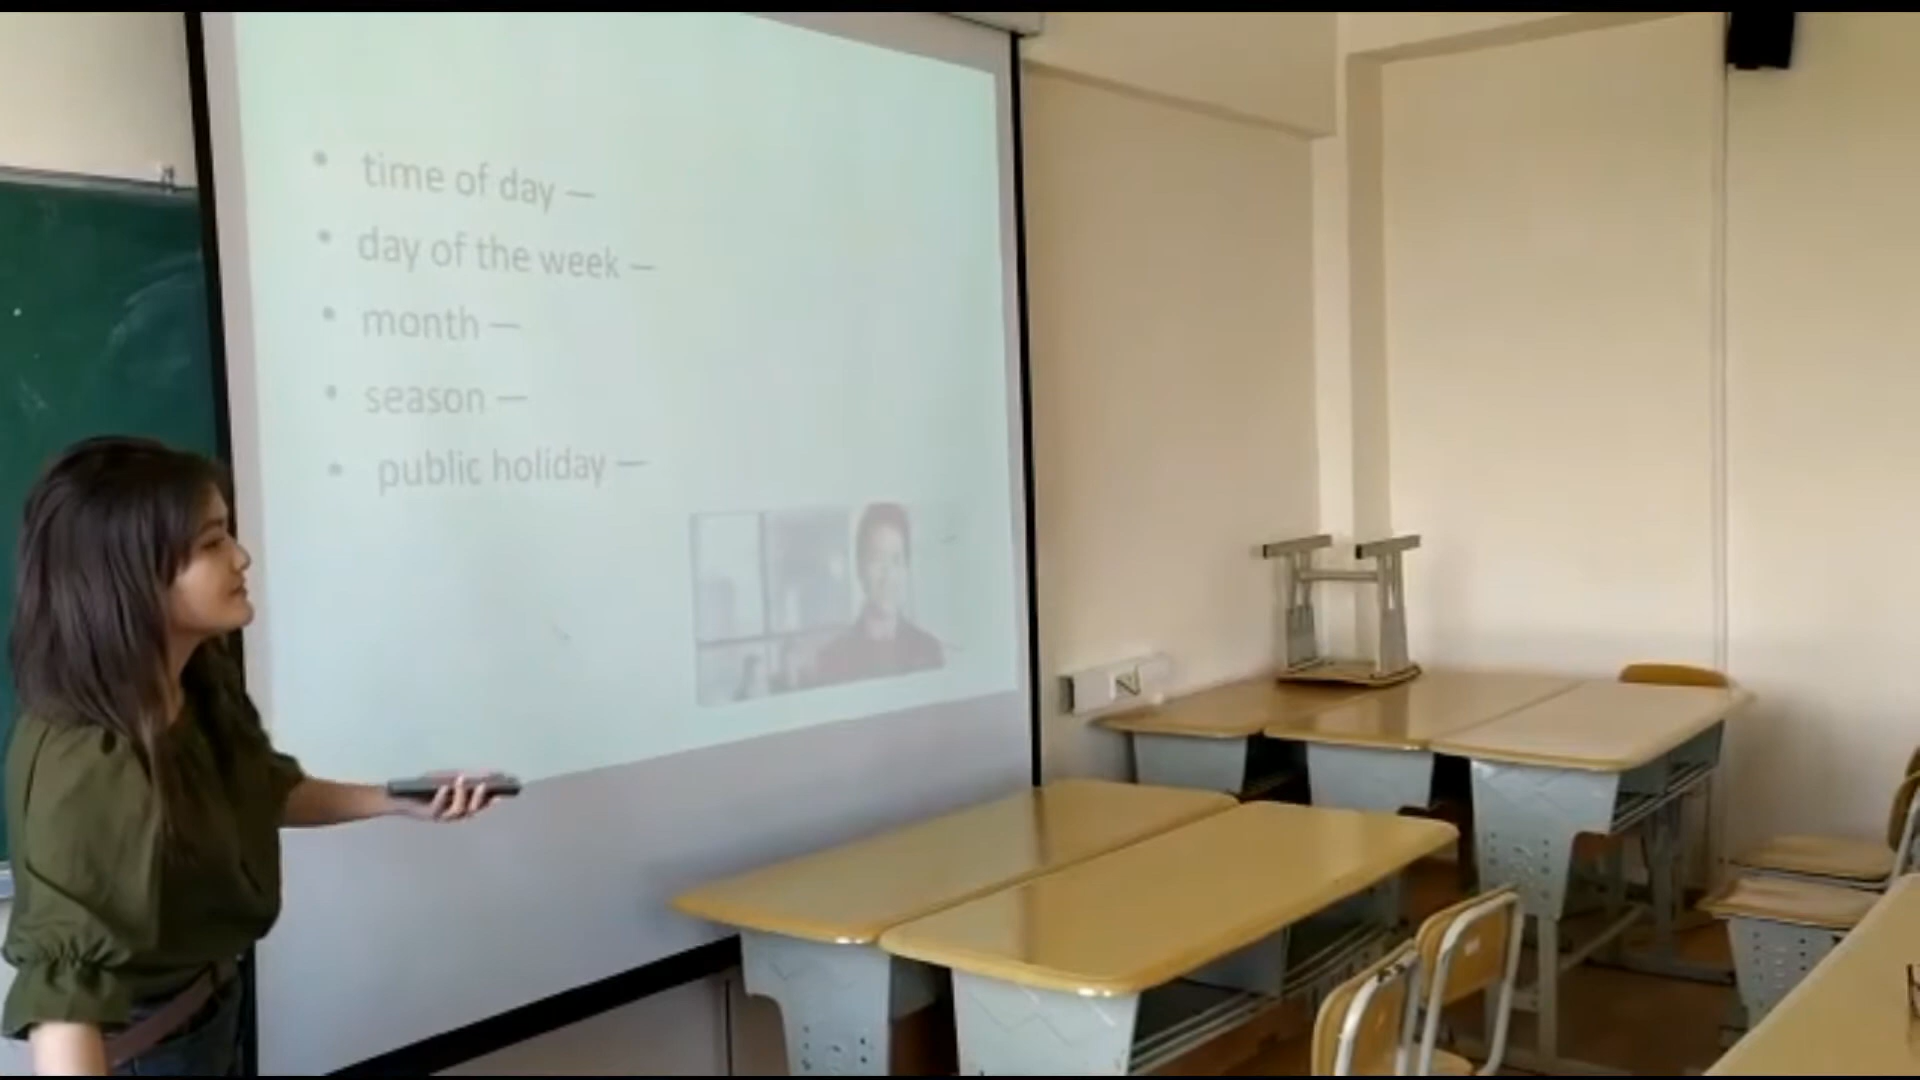 • time of day —
• day of the week —
• month —
• season —
• public holiday —